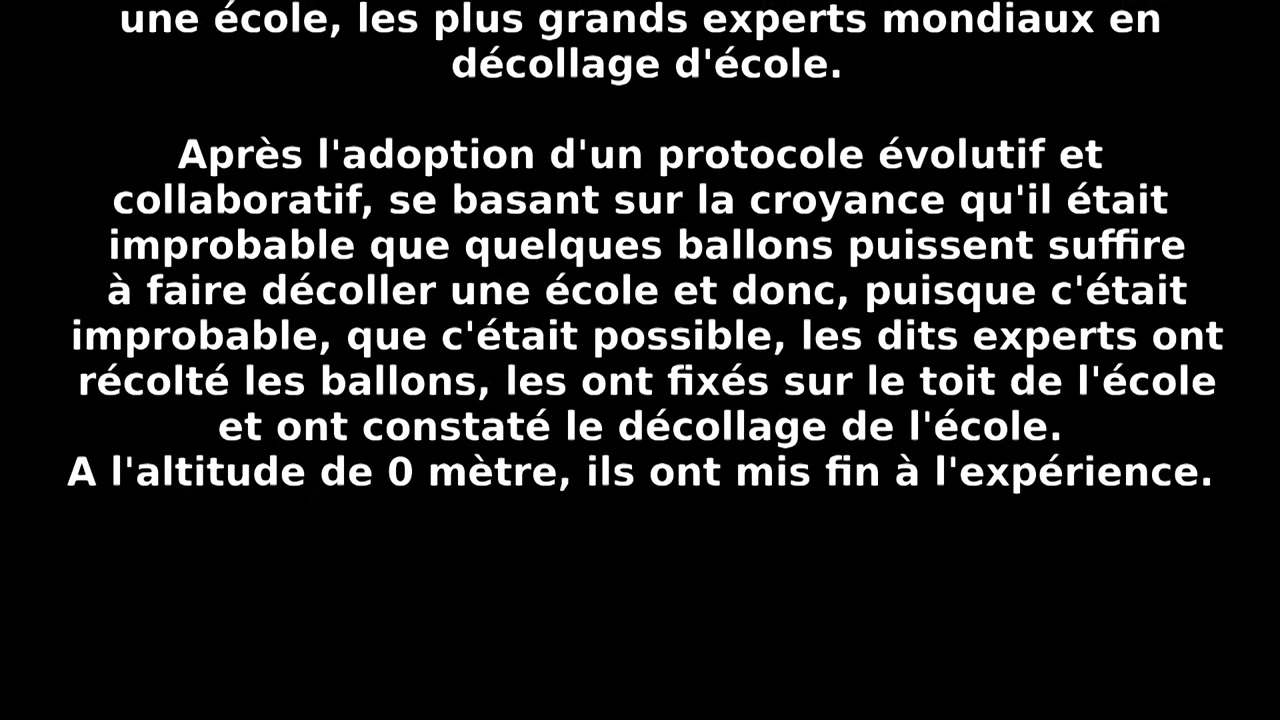 une école, les plus grands experts mondiaux en
décollage d'école.
Après l'adoption d'un protocole évolutif et
collaboratif, se basant sur la croyance qu'il était
improbable que quelques ballons puissent suffire
à faire décoller une école et donc, puisque c'était
improbable, que c'était possible, les dits experts ont
récolté les ballons, les ont fixés sur le toit de l'école
et ont constaté le décollage de l'école.
A l'altitude de 0 mètre, ils ont mis fin à l'expérience.